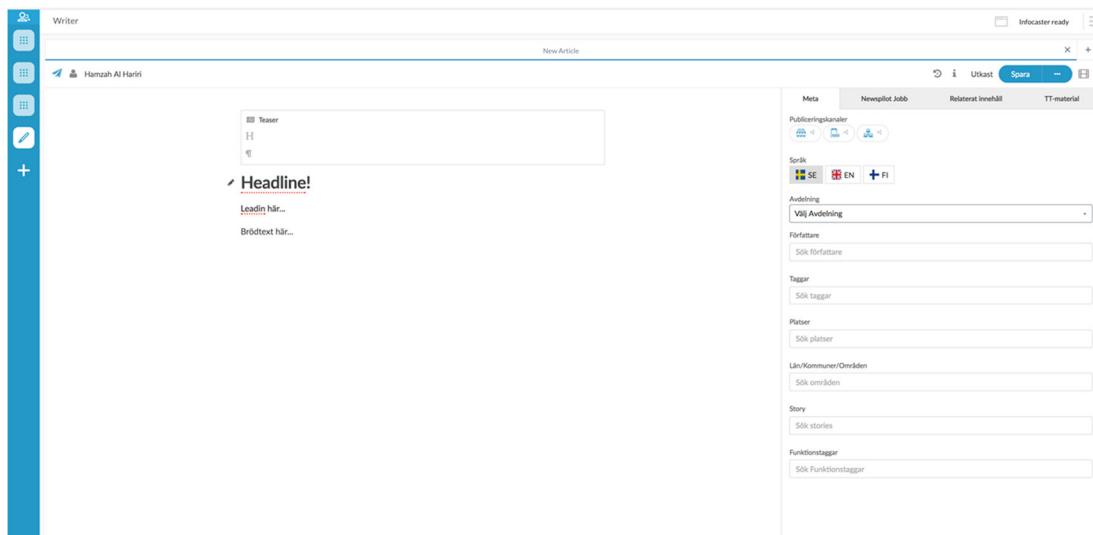 Writer
Infocaster ready
New Article
Hamzah Al Hariri
Utkast
Spara
Teaser
H
¶
Headline!
Leadin här...
Brödtext här...
Meta
Newspilot Jobb
Relaterat innehåll
TT-material
Publiceringskanaler
Språk
SE
EN
FI
Avdelning
Välj Avdelning
Författare
Sök författare
Taggar
Sök taggar
Platser
Sök platser
Län/Kommuner/Områden
Sök områden
Story
Sök stories
Funktionstaggar
Sök Funktionstaggar